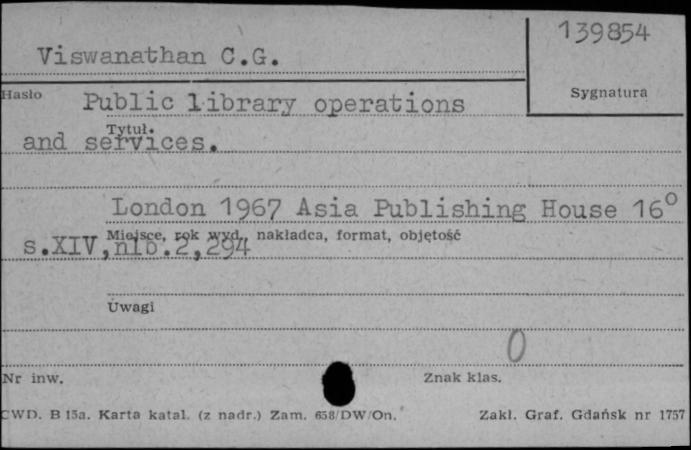 139854
Viswanathan C.G.
Hasło
Sygnatura
Public library operations
Tytuł
and services.
London 1967 Asia Publishing House 16°
Miejsce, rok wyd., nakładca, format, objętość
s.XIV,nlb.2,294
Uwagi
0
Nr inw.
Znak klas.
CWD. B 15a. Karta katal. (z nadr.) Zam. 658/DW/On.
Zakl. Graf. Gdańsk nr 1757